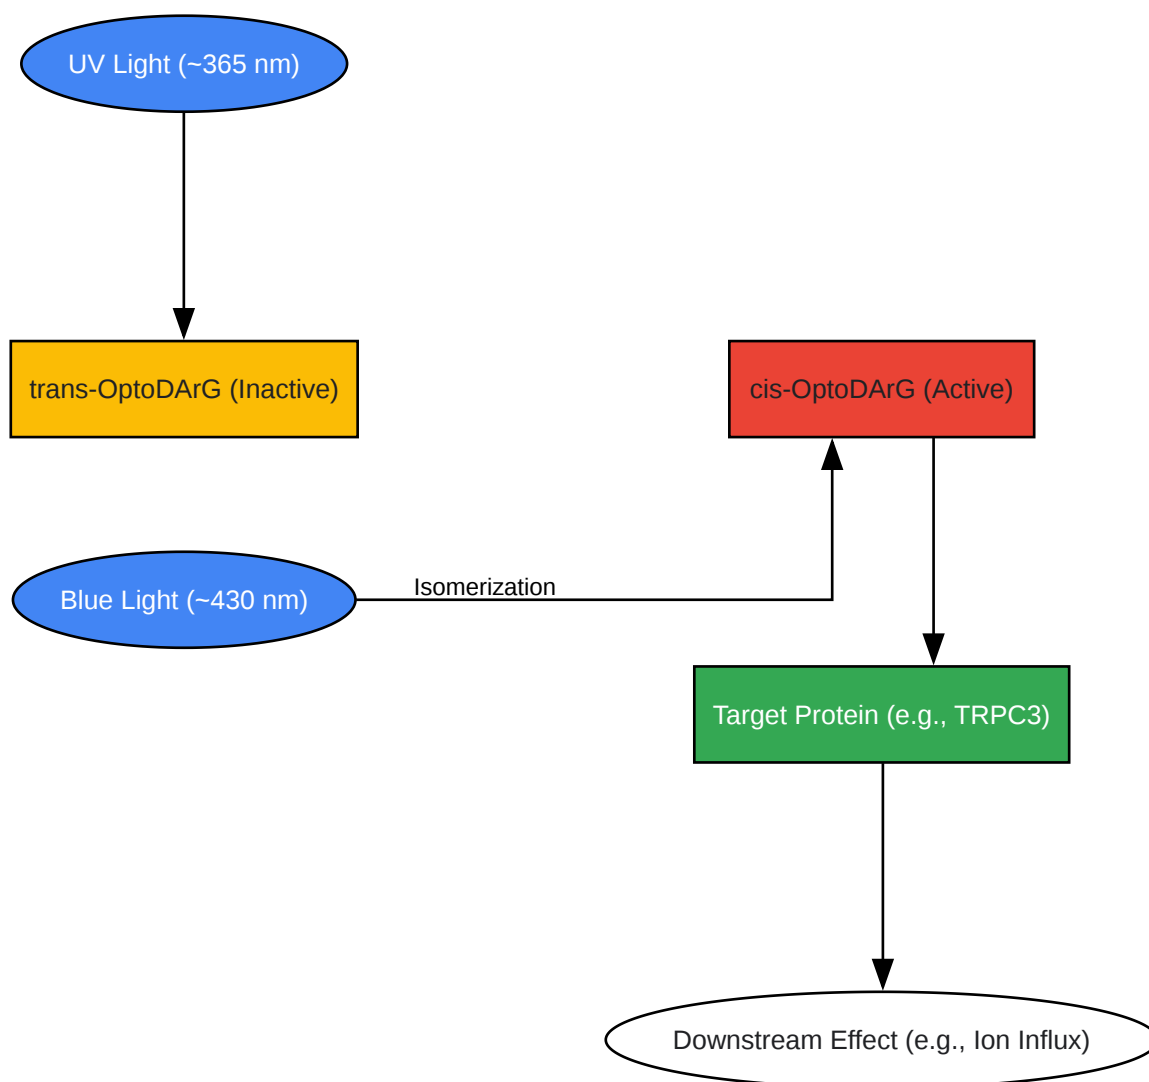 UV Light (~365 nm)
trans-OptoDArG (Inactive)
cis-OptoDArG (Active)
Isomerization
Blue Light (~430 nm)
Target Protein (e.g., TRPC3)
Downstream Effect (e.g., Ion Influx)